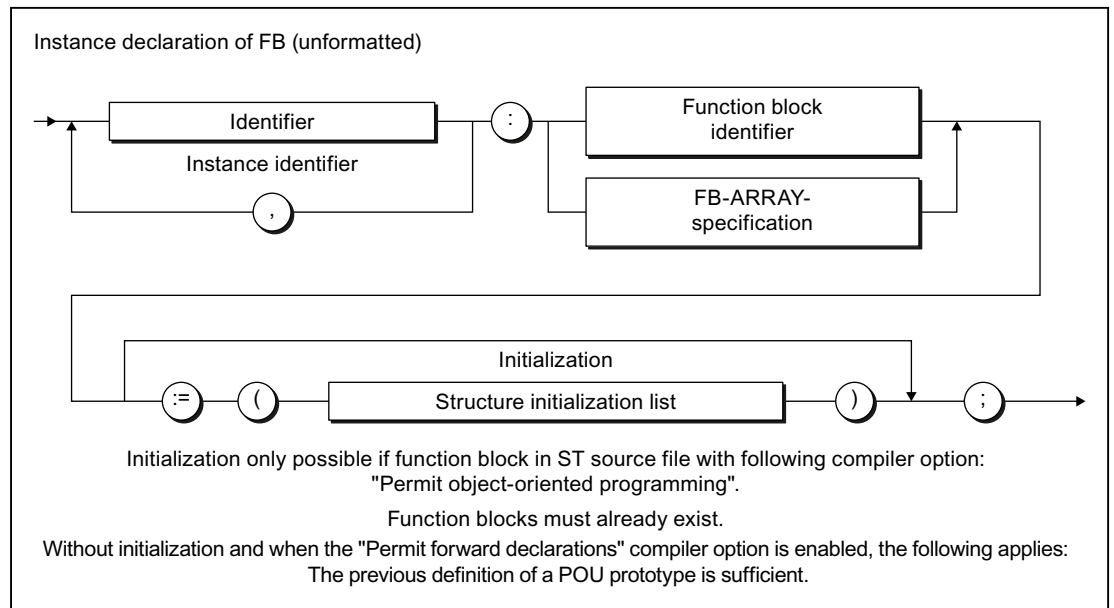 Instance declaration of FB (unformatted)
Identifier
:
Function block
identifier
Instance identifier
,
FB-ARRAY-
specification
Initialization
:=
(
Structure initialization list
)
;
Initialization only possible if function block in ST source file with following compiler option:
"Permit object-oriented programming".
Function blocks must already exist.
Without initialization and when the "Permit forward declarations" compiler option is enabled, the following applies:
The previous definition of a POU prototype is sufficient.